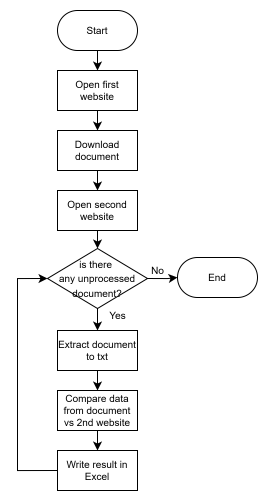 Start
Open first
website
Download
document
Open second
website
is there
any unprocessed
document?
No
End
Yes
Extract document
to txt
Compare data
from document
vs 2nd website
Write result in
Excel